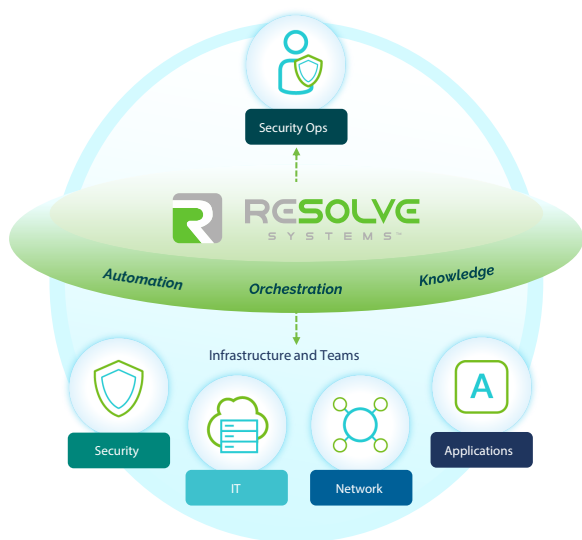 Security Ops
RESOLVE
SYSTEMS™
Automation
Orchestration
Knowledge
Infrastructure and Teams
A
Security
IT
Network
Applications